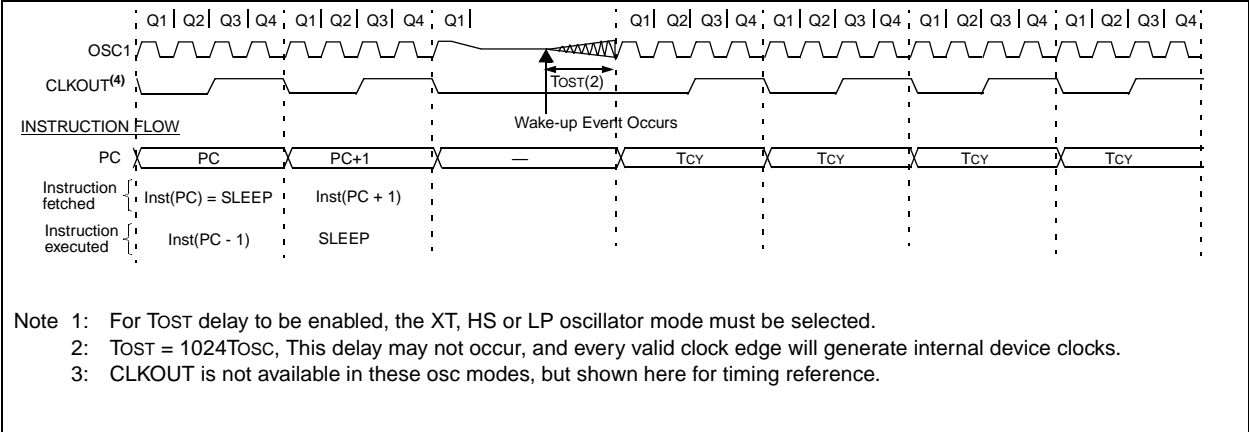 Q1 Q2 Q3 Q4 Q1 Q2 Q3 Q4 Q1 Q1 Q2 Q3 Q4 Q1 Q2 Q3 Q4 Q1 Q2 Q3 Q4 Q1 Q2 Q3 Q4
OSC1
CLKOUT(4)
TOST(2)
Wake-up Event Occurs
INSTRUCTION FLOW
PC PC PC+1 — TCY TCY TCY TCY
Instruction
fetched
Inst(PC) = SLEEP Inst(PC + 1)
Instruction
executed
Inst(PC - 1) SLEEP
Note 1: For TOST delay to be enabled, the XT, HS or LP oscillator mode must be selected.
2: TOST = 1024TOSC, This delay may not occur, and every valid clock edge will generate internal device clocks.
3: CLKOUT is not available in these osc modes, but shown here for timing reference.